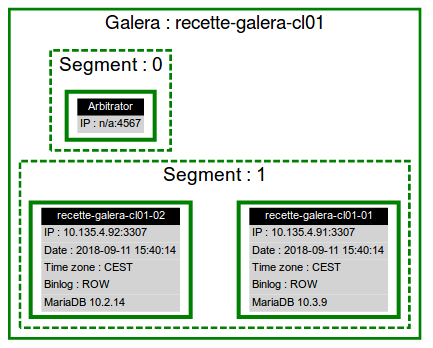 Galera : recette-galera-cl01
Segment : 0
Arbitrator
IP : n/a:4567
Segment : 1
recette-galera-cl01-02
IP : 10.135.4.92:3307
Date : 2018-09-11 15:40:14
Time zone : CEST
Binlog : ROW
MariaDB 10.2.14
recette-galera-cl01-01
IP : 10.135.4.91:3307
Date : 2018-09-11 15:40:14
Time zone : CEST
Binlog : ROW
MariaDB 10.3.9